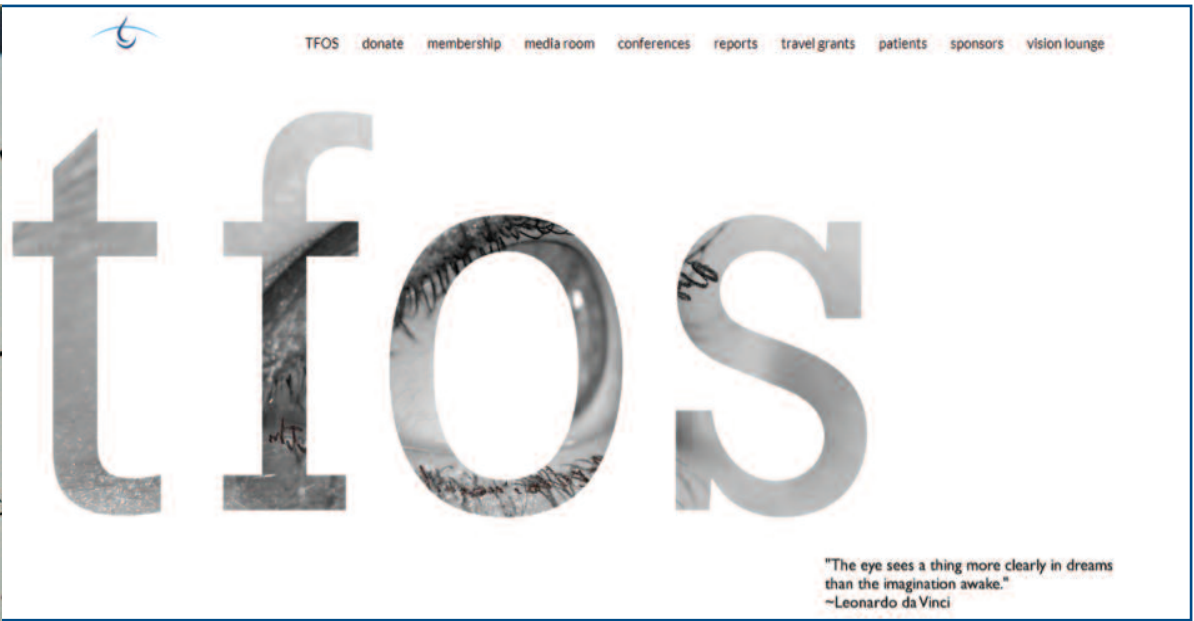 TFOS donate membership media room conferences reports travel grants patients sponsors vision lounge
tfos
"The eye sees a thing more clearly in dreams
than the imagination awake."
~Leonardo da Vinci